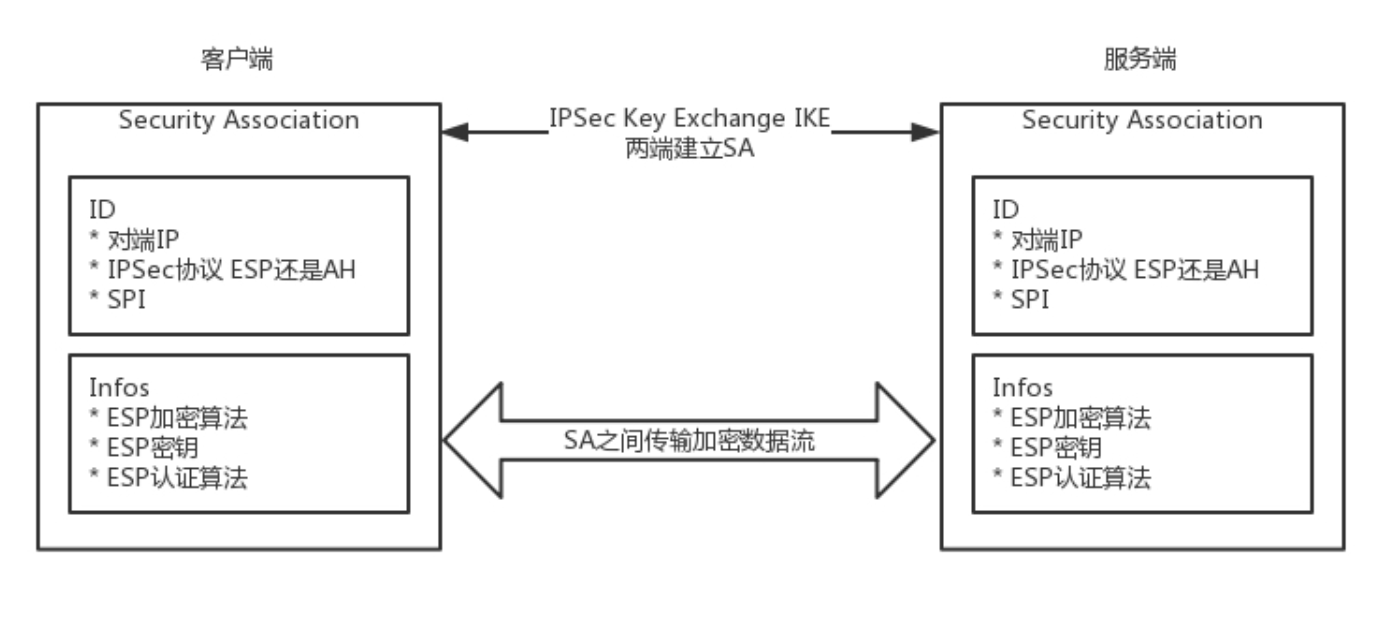 客户端
Security Association
ID
* 对端IP
* IPSec协议 ESP还是AH
* SPI
Infos
* ESP加密算法
* ESP密钥
* ESP认证算法
IPSec Key Exchange IKE
两端建立SA
SA之间传输加密数据流
服务端
Security Association
ID
* 对端IP
* IPSec协议 ESP还是AH
* SPI
Infos
* ESP加密算法
* ESP密钥
* ESP认证算法